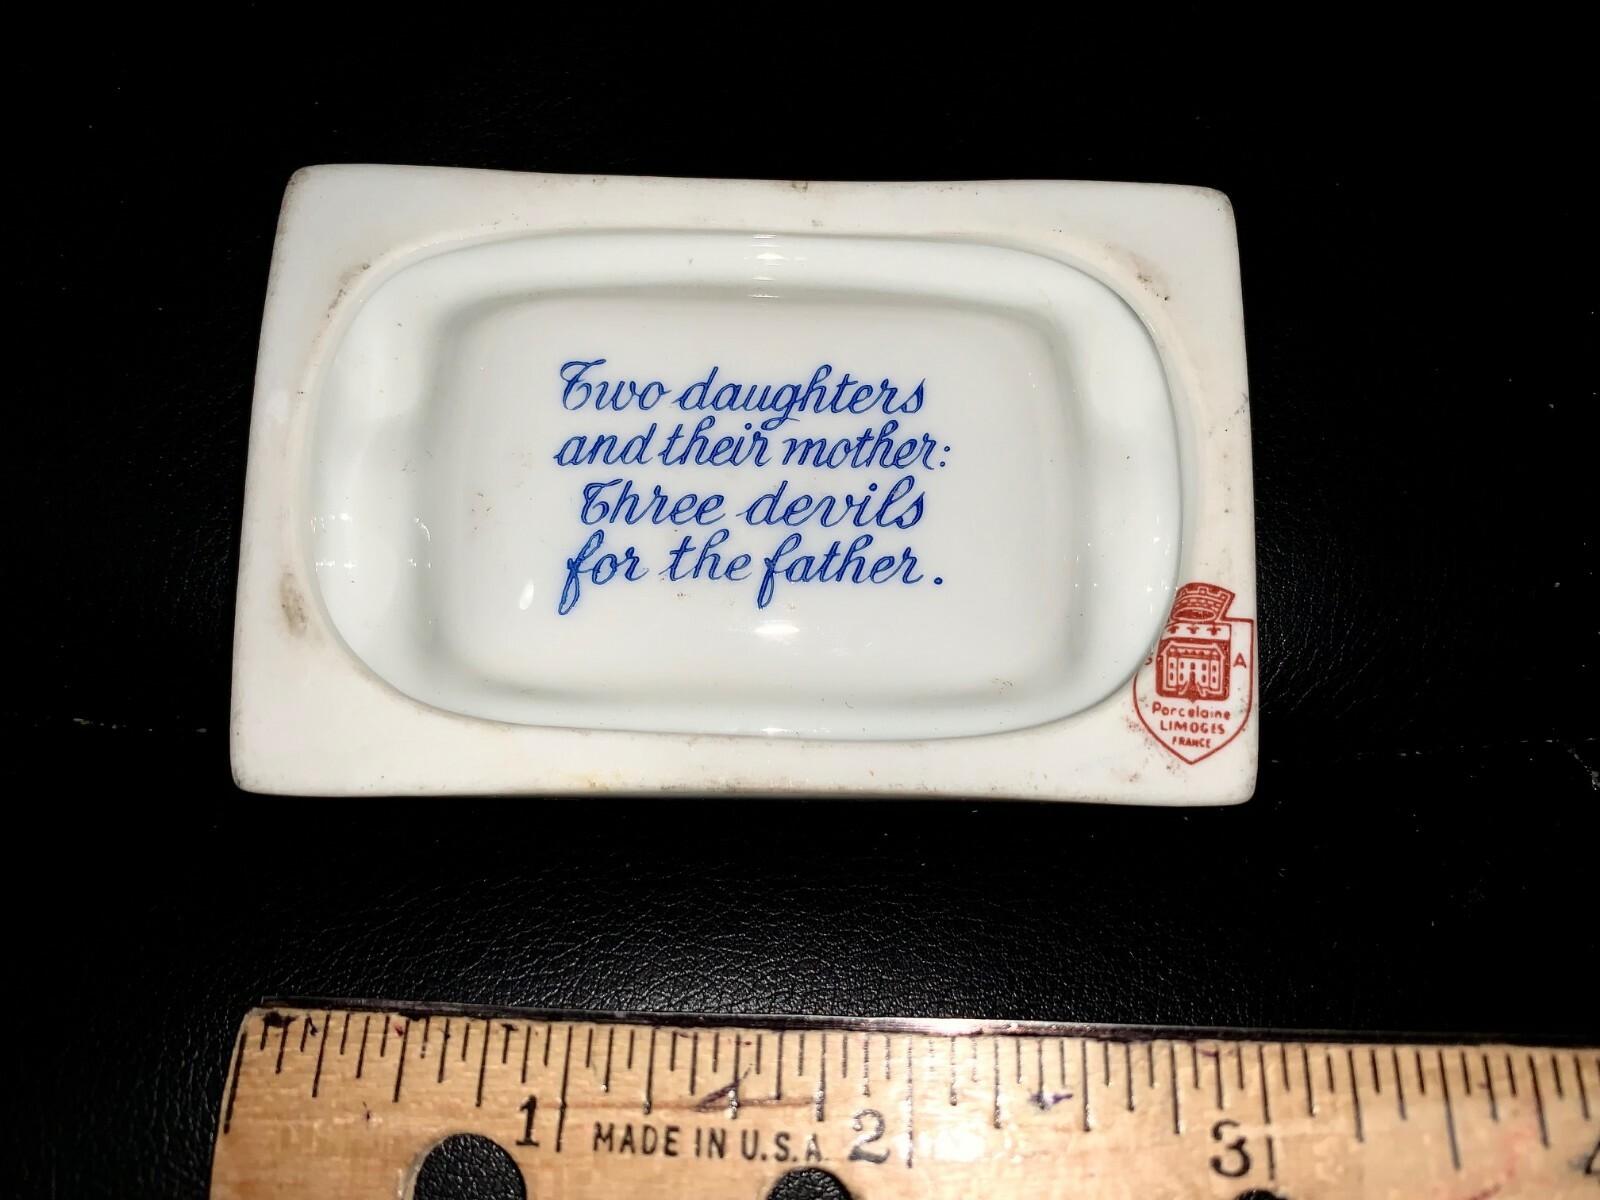 Two daughters
and their mother:
Three devils
for the father.
A
Porcelaine
LIMOGES
FRANCE
1 MADE IN U.S.A. 2 3